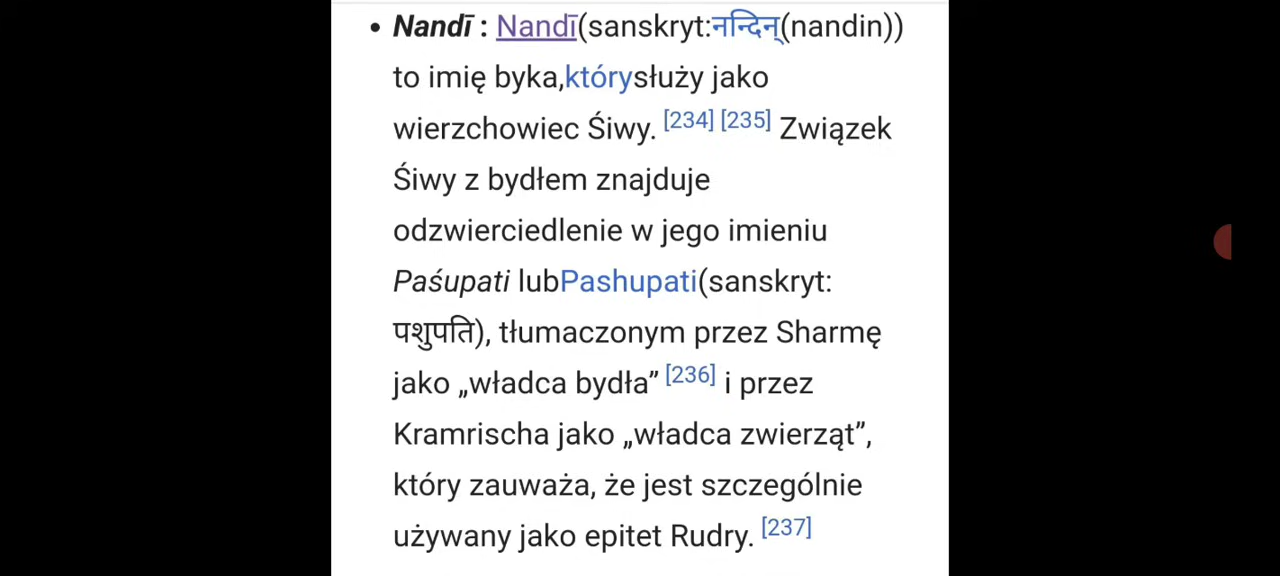 • Nandī : Nandī(sanskryt:नन्दिन्(nandin))
to imię byka,którysłuży jako
wierzchowiec Śiwy. [234] [235] Związek
Śiwy z bydłem znajduje
odzwierciedlenie w jego imieniu
Paśupati lubPashupati(sanskryt:
पशुपति), tłumaczonym przez Sharmę
jako „władca bydła” [236] i przez
Kramrischa jako „władca zwierząt”,
który zauważa, że jest szczególnie
używany jako epitet Rudry. [237]